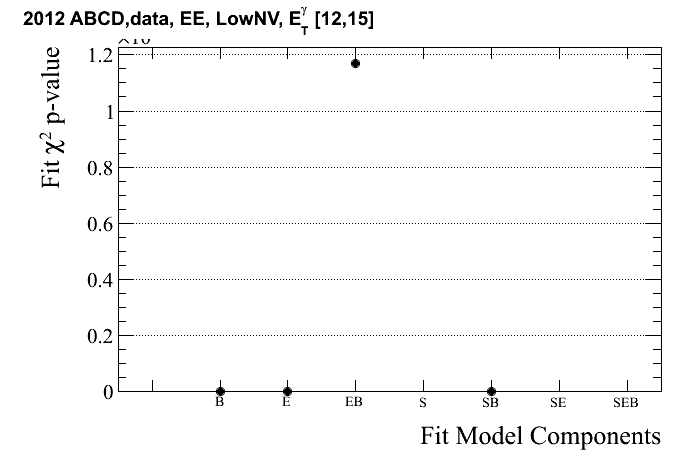 2012 ABCD,data, EE, LowNV, E_T^γ [12,15]
Fit χ² p-value
1.2
1
0.8
0.6
0.4
0.2
0
B E EB S SB SE SEB
Fit Model Components